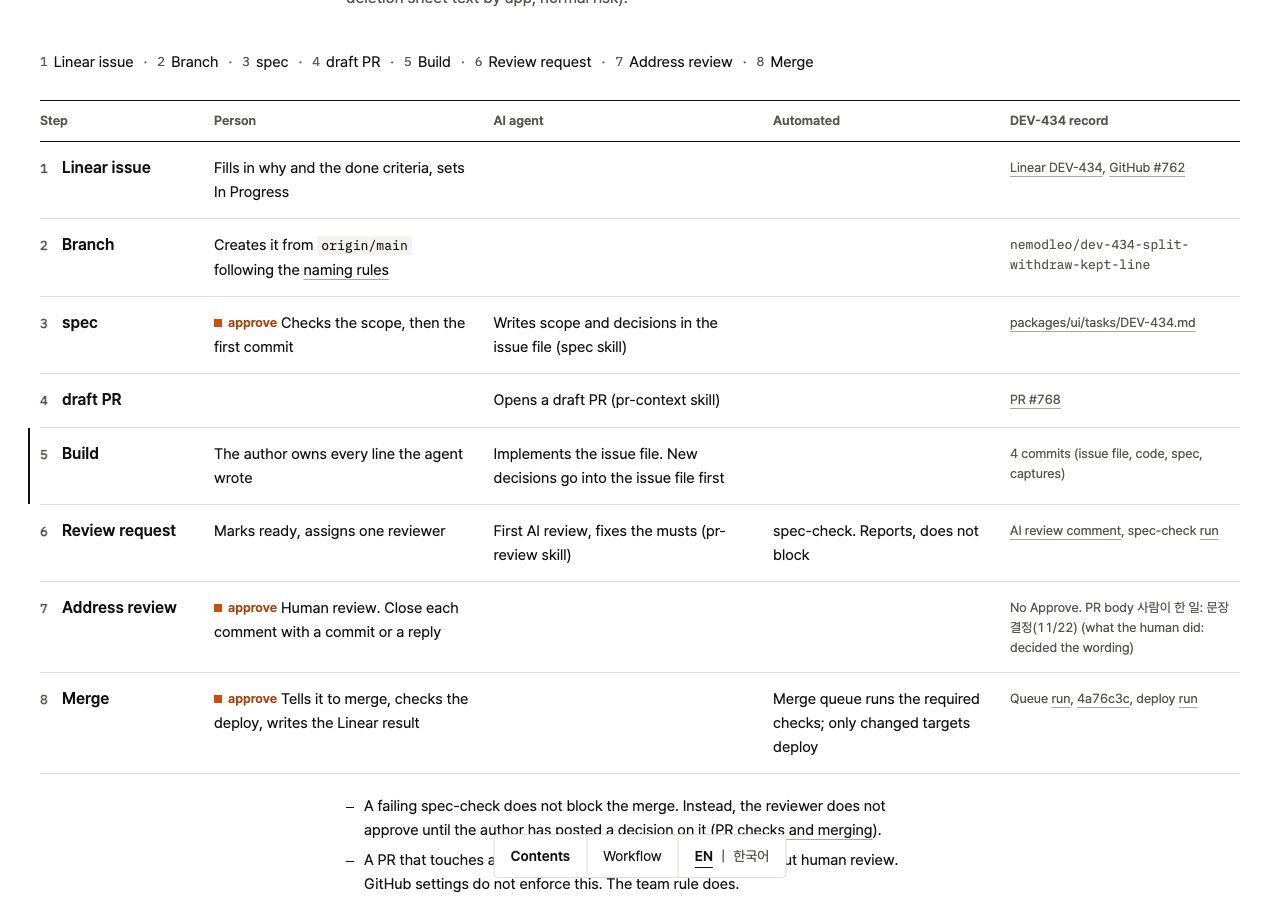 deletion sheet text by app, normal risk).
1 Linear issue · 2 Branch · 3 spec · 4 draft PR · 5 Build · 6 Review request · 7 Address review · 8 Merge
Step Person AI agent Automated DEV-434 record
1 Linear issue
Fills in why and the done criteria, sets
In Progress
Linear DEV-434, GitHub #762
2 Branch
Creates it from origin/main
following the naming rules
nemodleo/dev-434-split-
withdraw-kept-line
3 spec
approve Checks the scope, then the
first commit
Writes scope and decisions in the
issue file (spec skill)
packages/ui/tasks/DEV-434.md
4 draft PR
Opens a draft PR (pr-context skill)
PR #768
5 Build
The author owns every line the agent
wrote
Implements the issue file. New
decisions go into the issue file first
4 commits (issue file, code, spec,
captures)
6 Review request
Marks ready, assigns one reviewer
First AI review, fixes the musts (pr-
review skill)
spec-check. Reports, does not
block
AI review comment, spec-check run
7 Address review
approve Human review. Close each
comment with a commit or a reply
No Approve. PR body 사람이 한 일: 문장
결정(11/22) (what the human did:
decided the wording)
8 Merge
approve Tells it to merge, checks the
deploy, writes the Linear result
Merge queue runs the required
checks; only changed targets
deploy
Queue run, 4a76c3c, deploy run
– A failing spec-check does not block the merge. Instead, the reviewer does not
approve until the author has posted a decision on it (PR checks and merging).
– A PR that touches a
ut human review.
GitHub settings do not enforce this. The team rule does.
Contents Workflow EN | 한국어